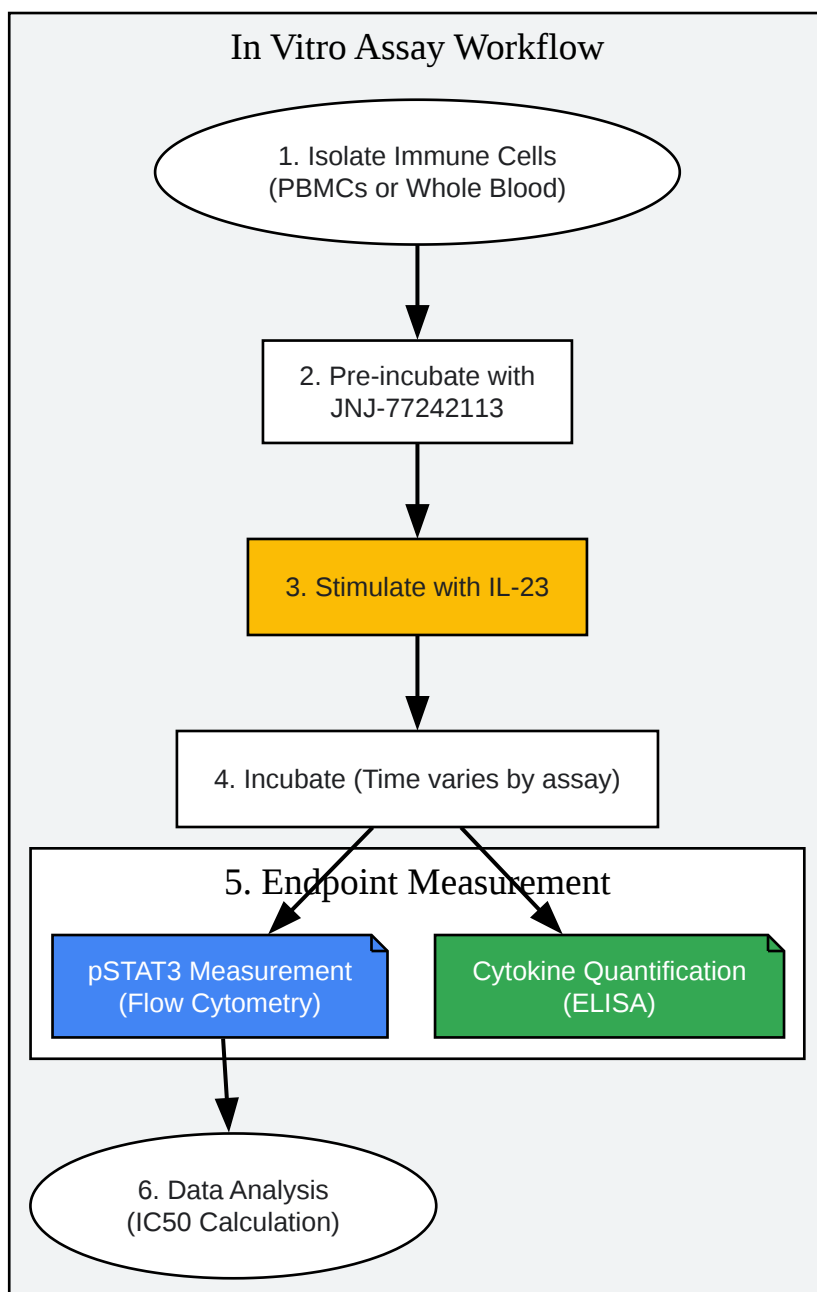 In Vitro Assay Workflow
1. Isolate Immune Cells
(PBMCs or Whole Blood)
2. Pre-incubate with
JNJ-77242113
3. Stimulate with IL-23
4. Incubate (Time varies by assay)
5. Endpoint Measurement
pSTAT3 Measurement
(Flow Cytometry)
Cytokine Quantification
(ELISA)
6. Data Analysis
(IC50 Calculation)